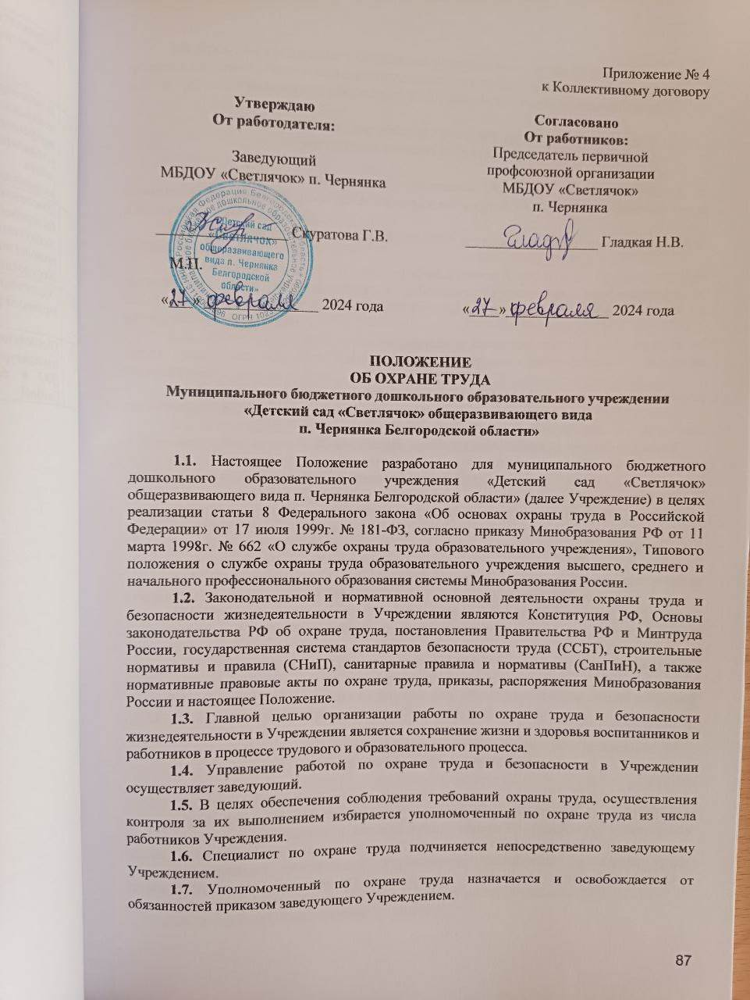 Приложение № 4
к Коллективному договору
Утверждаю
От работодателя:
Заведующий
МБДОУ «Светлячок» п. Чернянка
Скуратова Г.В.
М.П.
«27» февраля 2024 года
Согласовано
От работников:
Председатель первичной
профсоюзной организации
МБДОУ «Светлячок»
п. Чернянка
Гладкая Н.В.
«27» февраля 2024 года
Российская Федерация
«Детский сад
«Светлячок»
общеразвивающего
вида п. Чернянка
Белгородской
области»
ПОЛОЖЕНИЕ
ОБ ОХРАНЕ ТРУДА
Муниципального бюджетного дошкольного образовательного учреждении
«Детский сад «Светлячок» общеразвивающего вида
п. Чернянка Белгородской области»
1.1. Настоящее Положение разработано для муниципального бюджетного
дошкольного образовательного учреждения «Детский сад «Светлячок»
общеразвивающего вида п. Чернянка Белгородской области» (далее Учреждение) в целях
реализации статьи 8 Федерального закона «Об основах охраны труда в Российской
Федерации» от 17 июля 1999г. № 181-ФЗ, согласно приказу Минобразования РФ от 11
марта 1998г. № 662 «О службе охраны труда образовательного учреждения», Типового
положения о службе охраны труда образовательного учреждения высшего, среднего и
начального профессионального образования системы Минобразования России.
1.2. Законодательной и нормативной основной деятельности охраны труда и
безопасности жизнедеятельности в Учреждении являются Конституция РФ, Основы
законодательства РФ об охране труда, постановления Правительства РФ и Минтруда
России, государственная система стандартов безопасности труда (ССБТ), строительные
нормативы и правила (СНиП), санитарные правила и нормативы (СанПиН), а также
нормативные правовые акты по охране труда, приказы, распоряжения Минобразования
России и настоящее Положение.
1.3. Главной целью организации работы по охране труда и безопасности
жизнедеятельности в Учреждении является сохранение жизни и здоровья воспитанников и
работников в процессе трудового и образовательного процесса.
1.4. Управление работой по охране труда и безопасности в Учреждении
осуществляет заведующий.
1.5. В целях обеспечения соблюдения требований охраны труда, осуществления
контроля за их выполнением избирается уполномоченный по охране труда из числа
работников Учреждения.
1.6. Специалист по охране труда подчиняется непосредственно заведующему
Учреждением.
1.7. Уполномоченный по охране труда назначается и освобождается от
обязанностей приказом заведующего Учреждением.
87